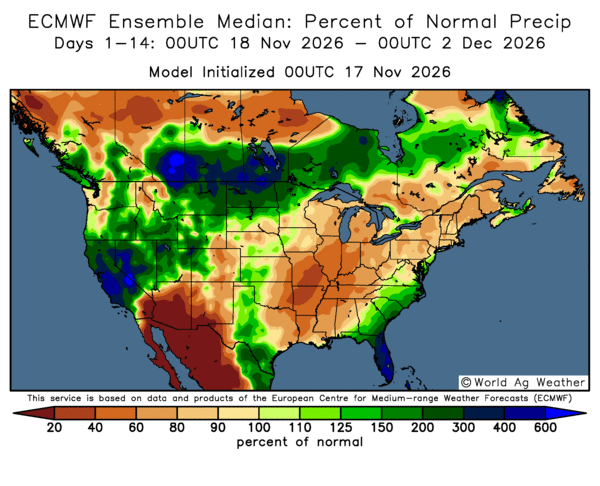 ECMWF Ensemble Median: Percent of Normal Precip
Days 1-14: 00UTC 18 Nov 2026 - 00UTC 2 Dec 2026
Model Initialized 00UTC 17 Nov 2026
© World Ag Weather
This service is based on data and products of the European Centre for Medium-range Weather Forecasts (ECMWF)
20 40 60 80 90 100 110 125 150 200 300 400 600
percent of normal